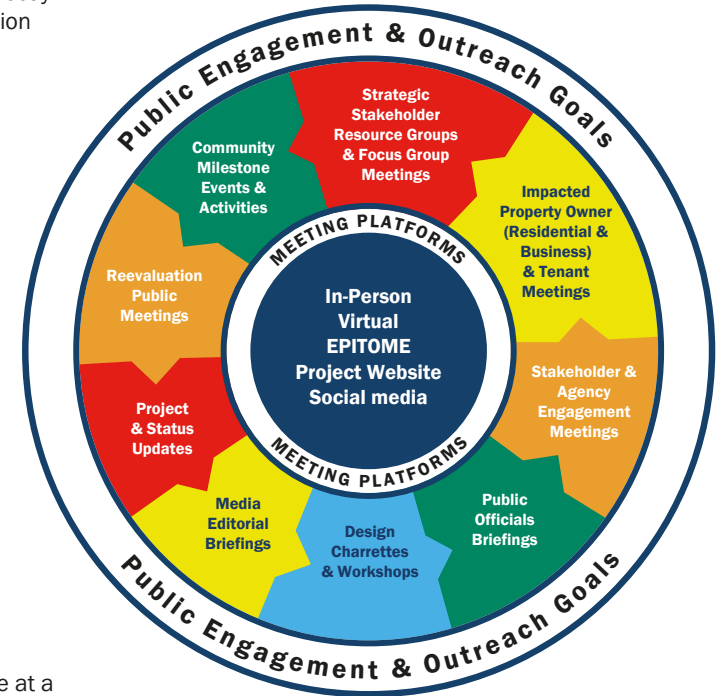 ion
Public Engagement & Outreach Goals
Strategic
Stakeholder
Resource Groups
& Focus Group
Meetings
Impacted
Property Owner
(Residential &
Business)
& Tenant
Meetings
Stakeholder &
Agency
Engagement
Meetings
Public
Officials
Briefings
Design
Charrettes
& Workshops
Media
Editorial
Briefings
Project
& Status
Updates
Reevaluation
Public
Meetings
Community
Milestone
Events &
Activities
MEETING PLATFORMS
In-Person
Virtual
EPITOME
Project Website
Social media
MEETING PLATFORMS
Public Engagement & Outreach Goals
e at a